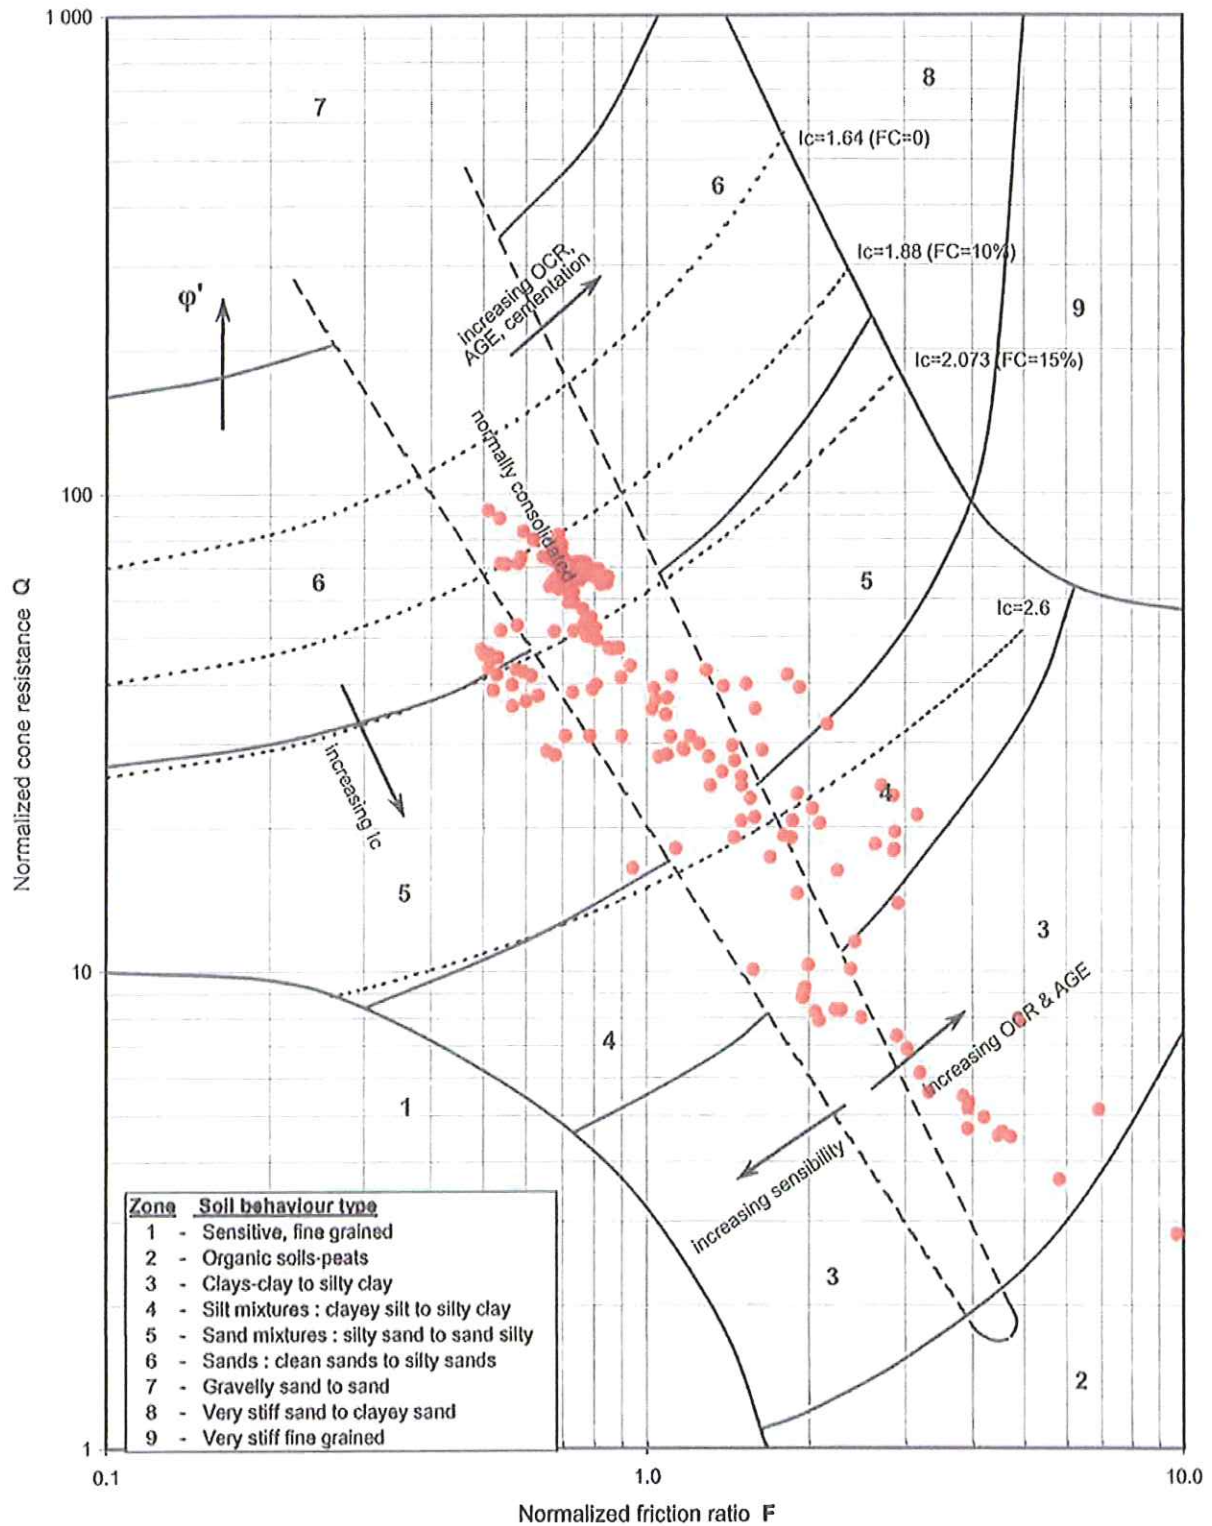 1 000
100
10
1
Normalized cone resistance Q
7
8
Ic=1.64 (FC=0)
6
Ic=1.88 (FC=10%)
φ'
increasing OCR,
AGE, cementation
9
Ic=2.073 (FC=15%)
normally consolidated
6
5
Ic=2.6
increasing Ic
4
5
3
increasing OCR & AGE
4
1
increasing sensibility
3
2
Zone Soil behaviour type
1 - Sensitive, fine grained
2 - Organic soils-peats
3 - Clays-clay to silty clay
4 - Silt mixtures : clayey silt to silty clay
5 - Sand mixtures : silty sand to sand silty
6 - Sands : clean sands to silty sands
7 - Gravelly sand to sand
8 - Very stiff sand to clayey sand
9 - Very stiff fine grained
0.1
1.0
10.0
Normalized friction ratio F